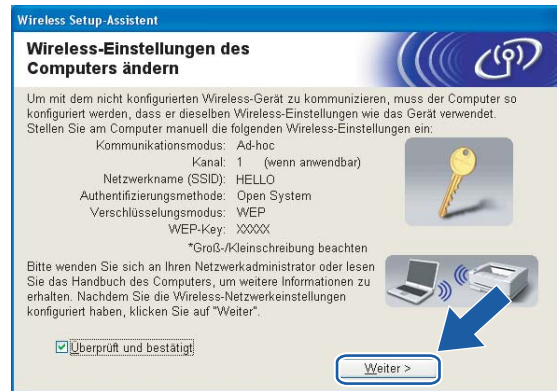 Wireless Setup-Assistent
Wireless-Einstellungen des
Computers ändern
Um mit dem nicht konfigurierten Wireless-Gerät zu kommunizieren, muss der Computer so
konfiguriert werden, dass er dieselben Wireless-Einstellungen wie das Gerät verwendet.
Stellen Sie am Computer manuell die folgenden Wireless-Einstellungen ein:
Kommunikationsmodus: Ad-hoc
Kanal: 1 (wenn anwendbar)
Netzwerkname (SSID): HELLO
Authentifizierungsmethode: Open System
Verschlüsselungsmodus: WEP
WEP-Key: XXXXX
*Groß-/Kleinschreibung beachten
Bitte wenden Sie sich an Ihren Netzwerkadministrator oder lesen
Sie das Handbuch des Computers, um weitere Informationen zu
erhalten. Nachdem Sie die Wireless-Netzwerkeinstellungen
konfiguriert haben, klicken Sie auf "Weiter".
Überprüft und bestätigt
Weiter >